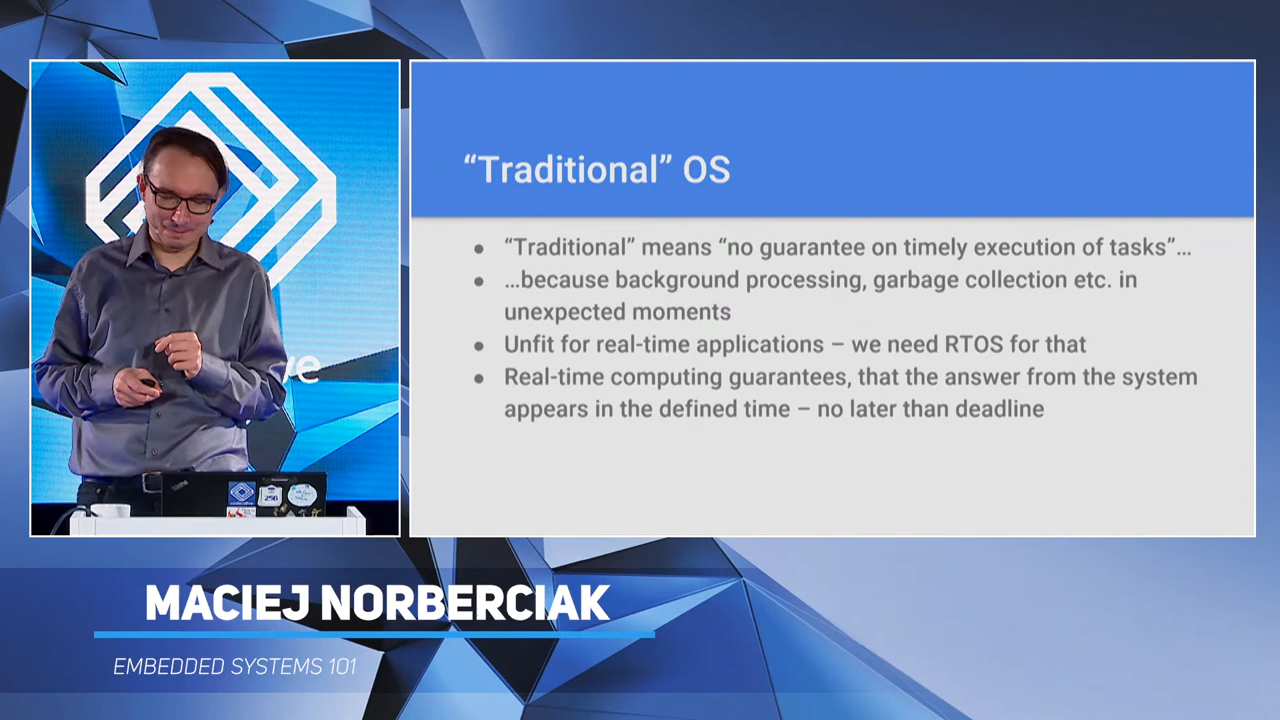 “Traditional” OS
“Traditional” means “no guarantee on timely execution of tasks”…
…because background processing, garbage collection etc. in
unexpected moments
Unfit for real-time applications – we need RTOS for that
Real-time computing guarantees, that the answer from the system
appears in the defined time – no later than deadline
ve
256
MACIEJ NORBERCIAK
EMBEDDED SYSTEMS 101